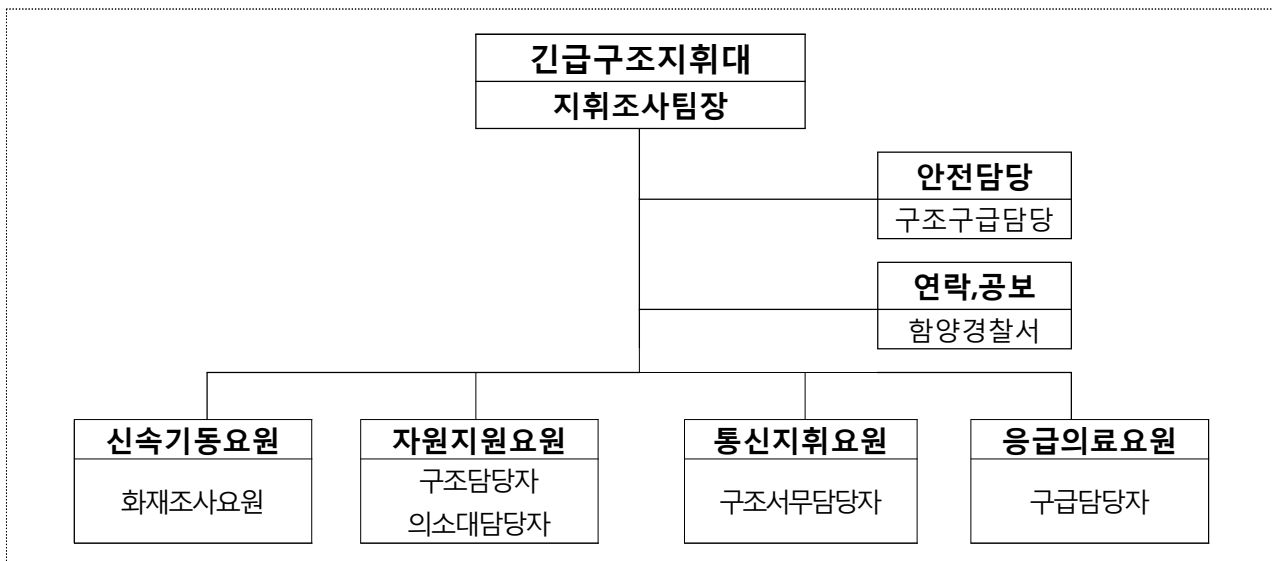 긴급구조지휘대
지휘조사팀장
안전담당
구조구급담당
연락,공보
함양경찰서
신속기동요원
화재조사요원
자원지원요원
구조담당자
의소대담당자
통신지휘요원
구조서무담당자
응급의료요원
구급담당자